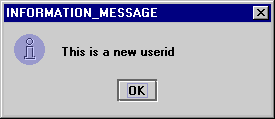 INFORMATION_MESSAGE
This is a new userid
OK